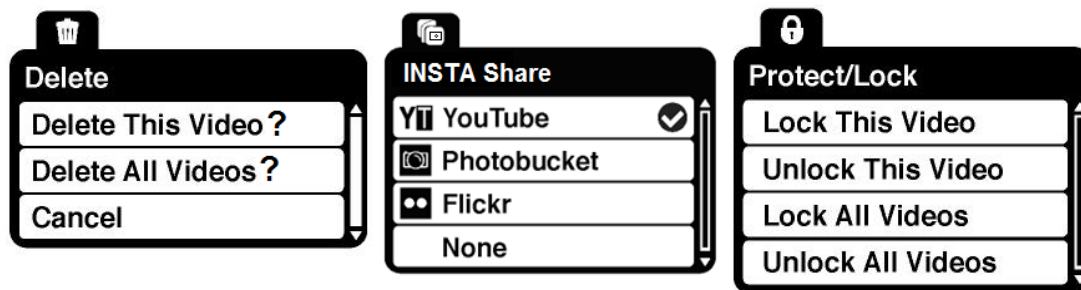 Delete
Delete This Video?
Delete All Videos?
Cancel
INSTA Share
YT YouTube
Photobucket
Flickr
None
Protect/Lock
Lock This Video
Unlock This Video
Lock All Videos
Unlock All Videos